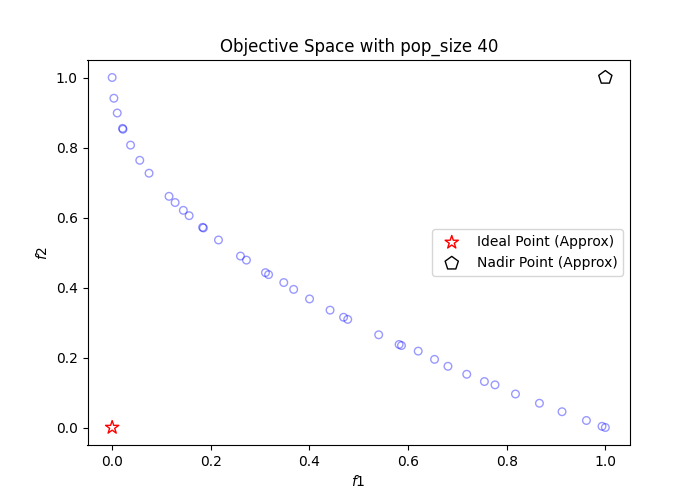 Objective Space with pop_size 40
1.0
0.8
0.6
0.4
0.2
0.0
f2
Ideal Point (Approx)
Nadir Point (Approx)
0.0 0.2 0.4 0.6 0.8 1.0
f1